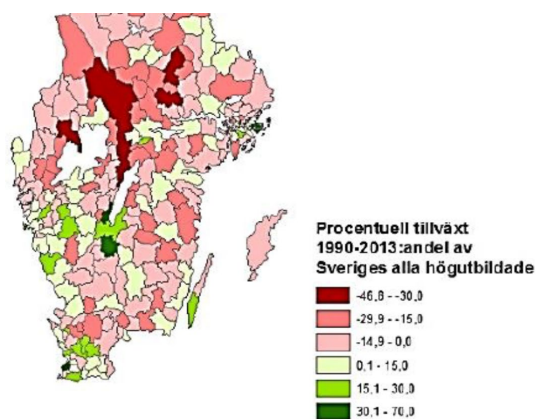 Procentuell tillväxt
1990-2013:andel av
Sveriges alla högutbildade
-46,8 - -30,0
-29,9 - -15,0
-14,9 - 0,0
0,1 - 15,0
15,1 - 30,0
30,1 - 70,0